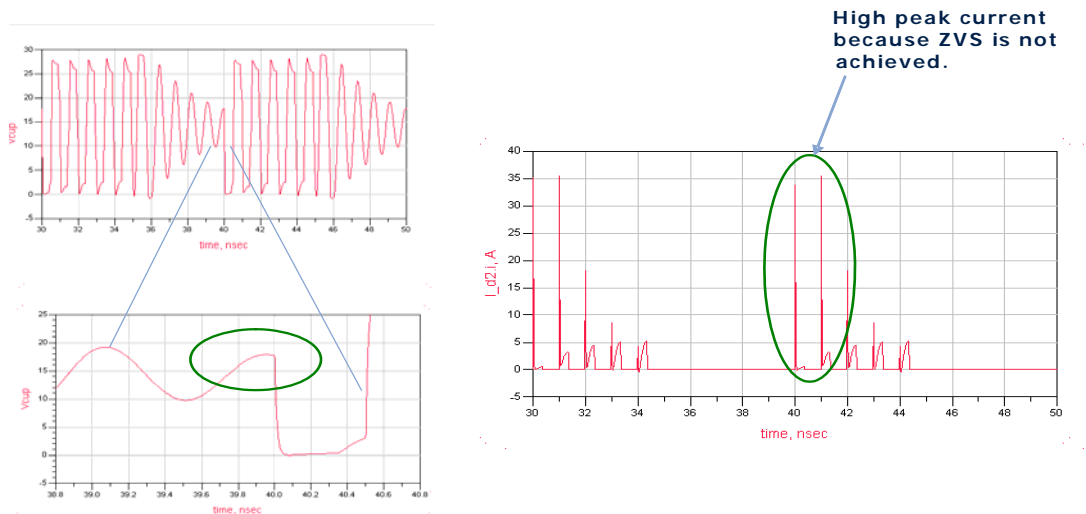 High peak current
because ZVS is not
achieved.
30
25
20
15
10
5
0
-5
vcup
30 32 34 36 38 40 42 44 46 48 50
time, nsec
25
20
15
10
5
0
-5
Vcup
38.8 39.0 39.2 39.4 39.6 39.8 40.0 40.2 40.4 40.6 40.8
time, nsec
40
35
30
25
20
15
10
5
0
-5
I_d2.i, A
30 32 34 36 38 40 42 44 46 48 50
time, nsec